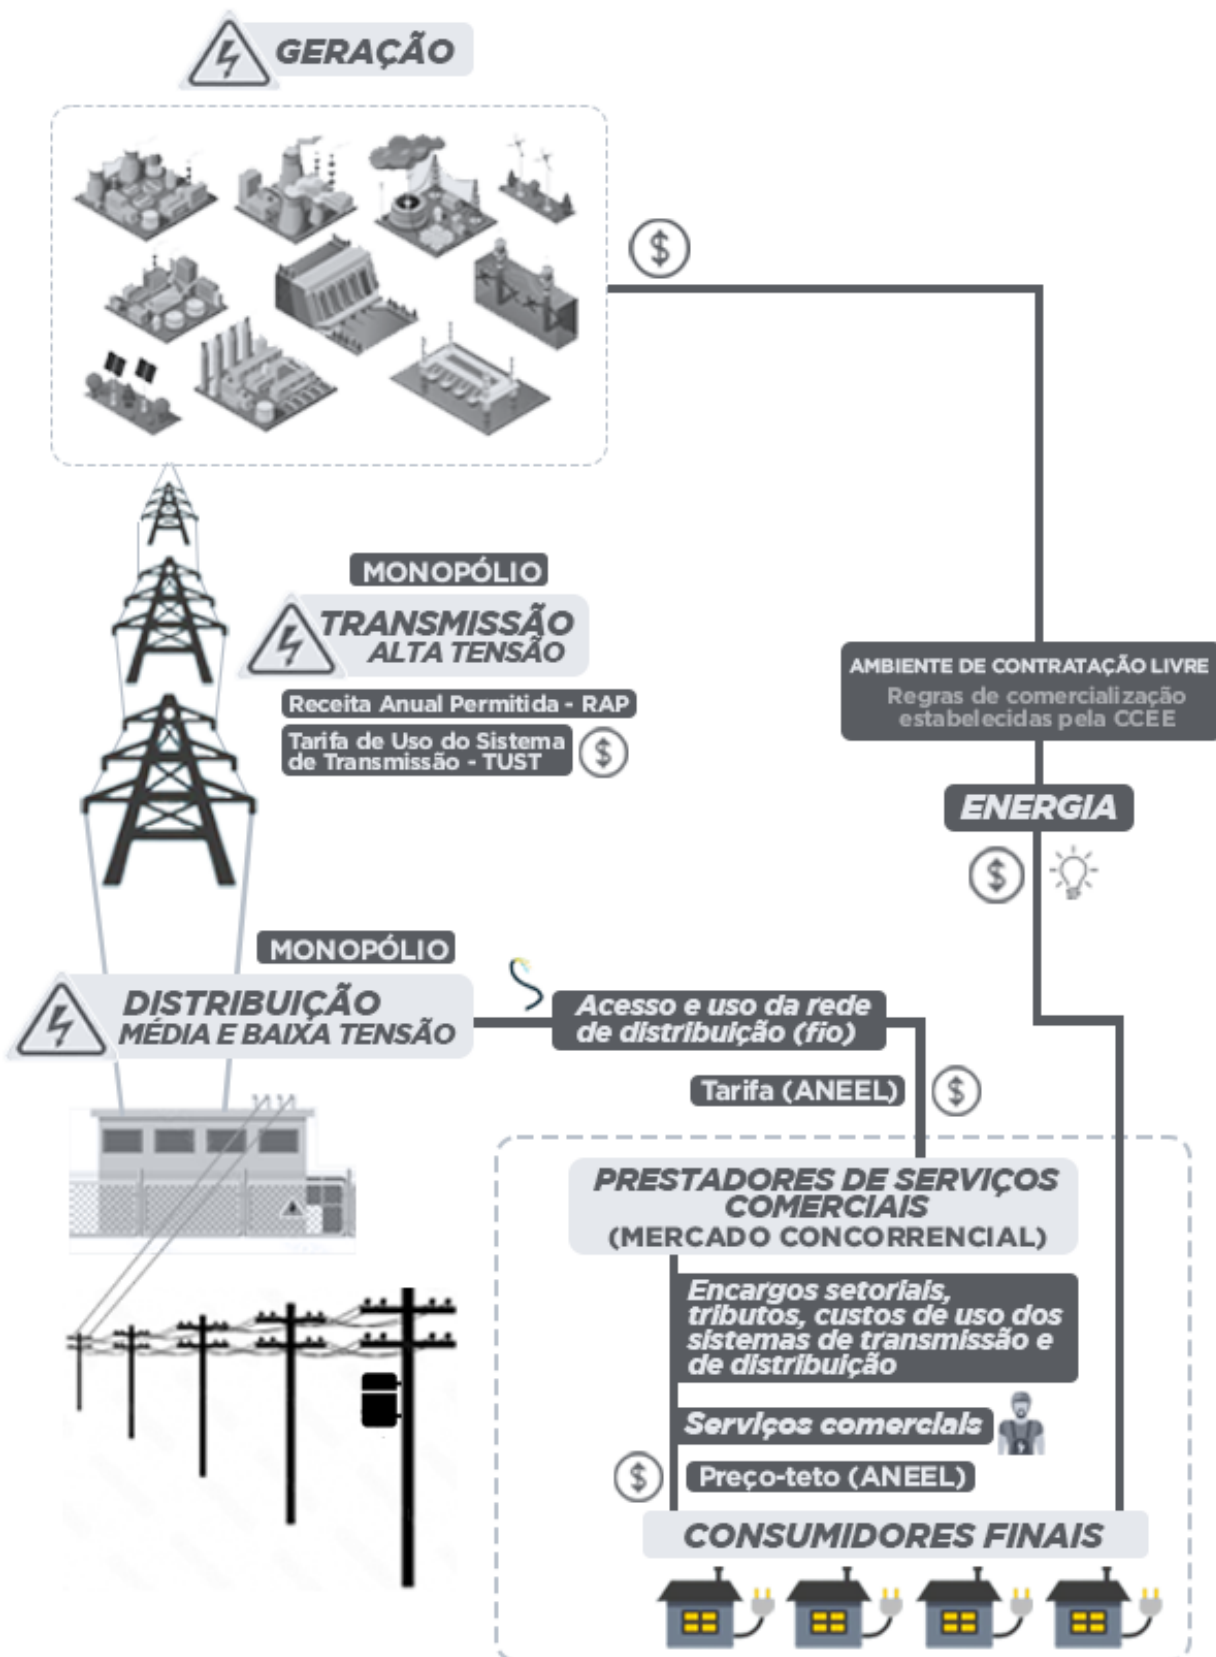 GERAÇÃO
$
MONOPÓLIO
TRANSMISSÃO
ALTA TENSÃO
Receita Anual Permitida - RAP
Tarifa de Uso do Sistema
de Transmissão - TUST
$
AMBIENTE DE CONTRATAÇÃO LIVRE
Regras de comercialização
estabelecidas pela CCEE
ENERGIA
$
MONOPÓLIO
DISTRIBUIÇÃO
MÉDIA E BAIXA TENSÃO
Acesso e uso da rede
de distribuição (fio)
Tarifa (ANEEL)
$
PRESTADORES DE SERVIÇOS
COMERCIAIS
(MERCADO CONCORRENCIAL)
Encargos setoriais,
tributos, custos de uso dos
sistemas de transmissão e
de distribuição
Serviços comerciais
$
Preço-teto (ANEEL)
CONSUMIDORES FINAIS